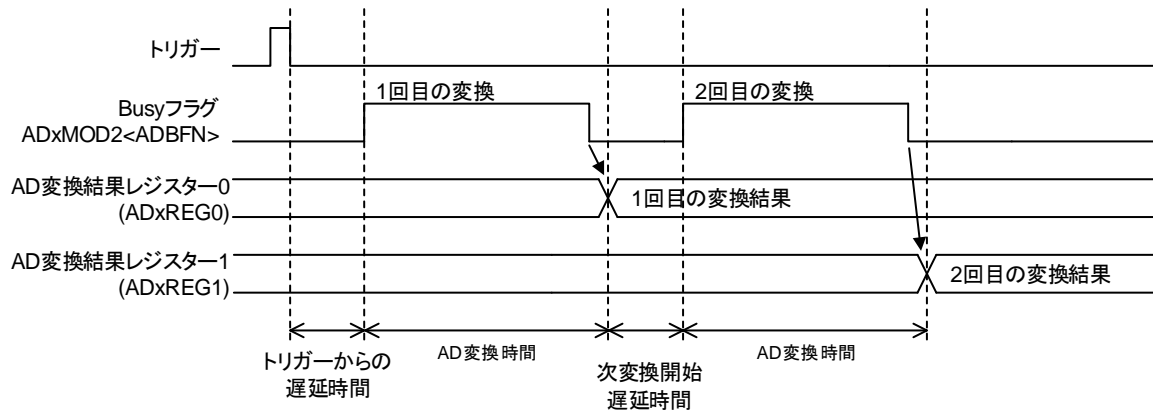 トリガー
Busyフラグ
ADxMOD2<ADBFN>
1回目の変換
2回目の変換
AD変換結果レジスター0
(ADxREG0)
1回目の変換結果
AD変換結果レジスター1
(ADxREG1)
2回目の変換結果
トリガーからの
遅延時間
AD変換時間
次変換開始
遅延時間
AD変換時間